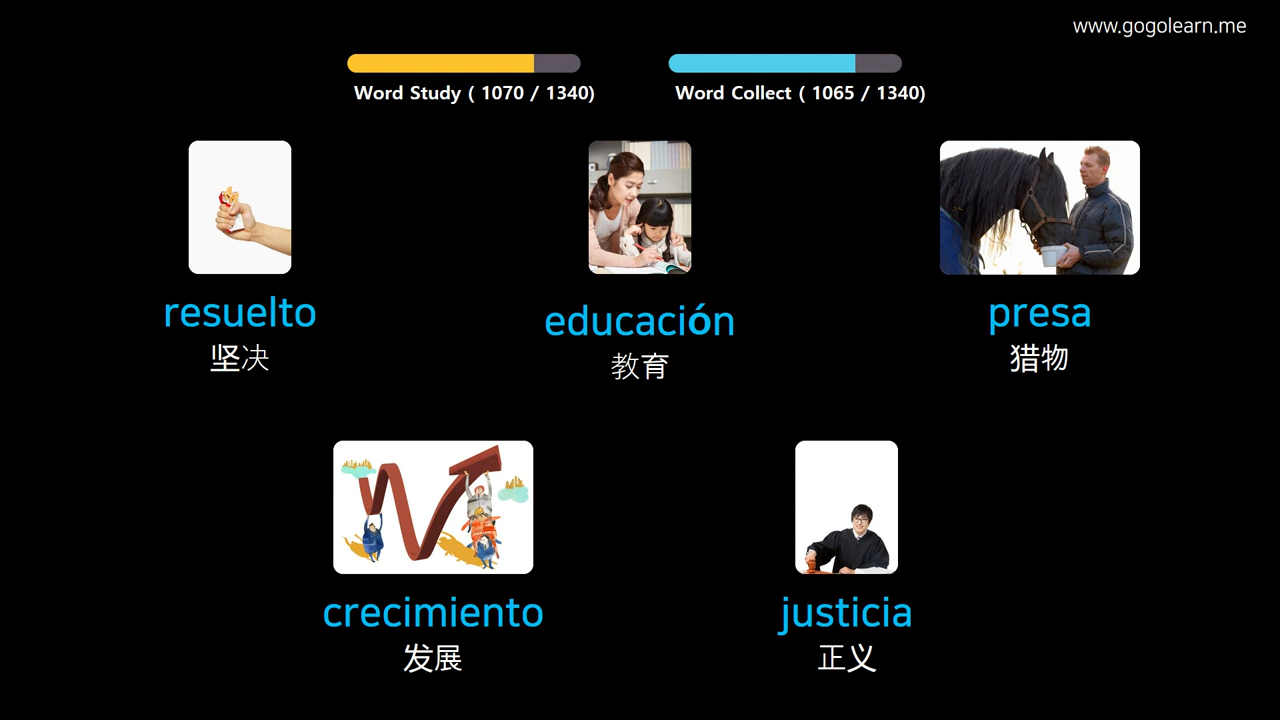 www.gogolearn.me
Word Study ( 1070 / 1340)
Word Collect ( 1065 / 1340)
resuelto
坚决
educación
教育
presa
猎物
crecimiento
发展
justicia
正义